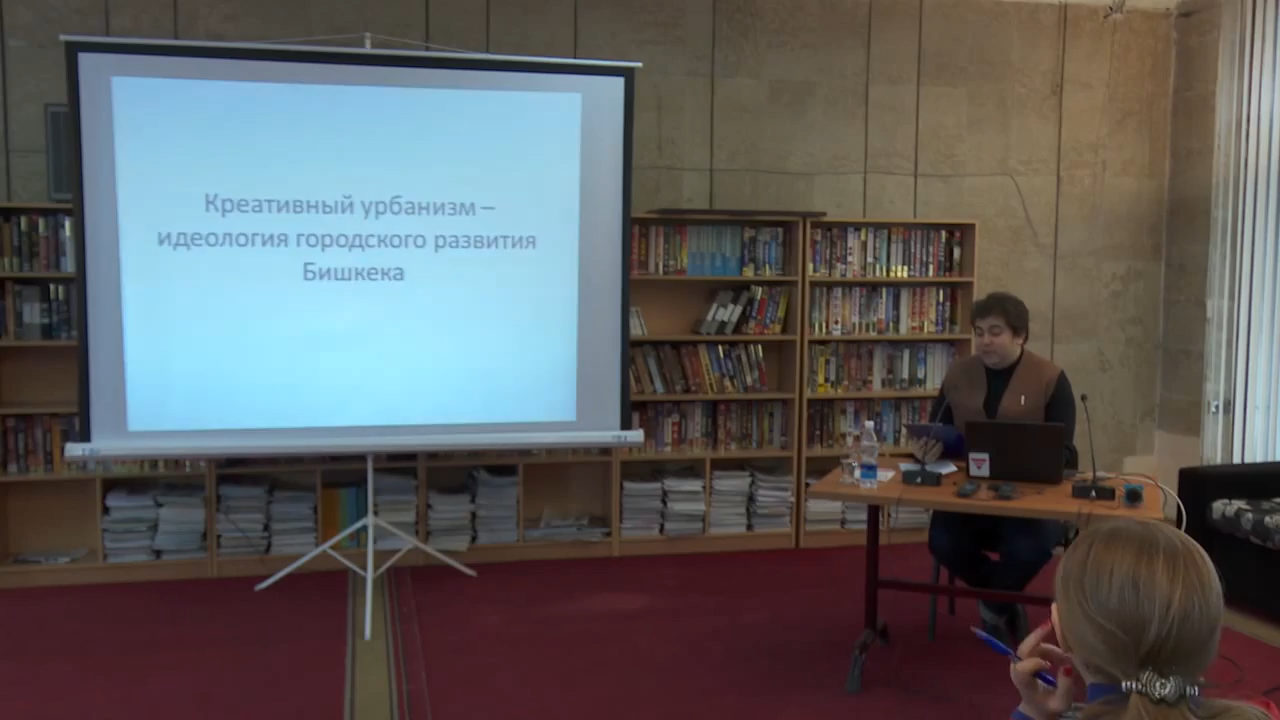 Креативный урбанизм –
идеология городского развития
Бишкека